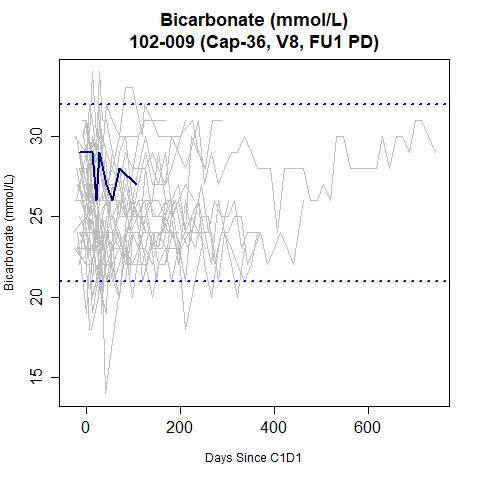 Bicarbonate (mmol/L)
102-009 (Cap-36, V8, FU1 PD)
Bicarbonate (mmol/L)
30
25
20
15
0 200 400 600
Days Since C1D1